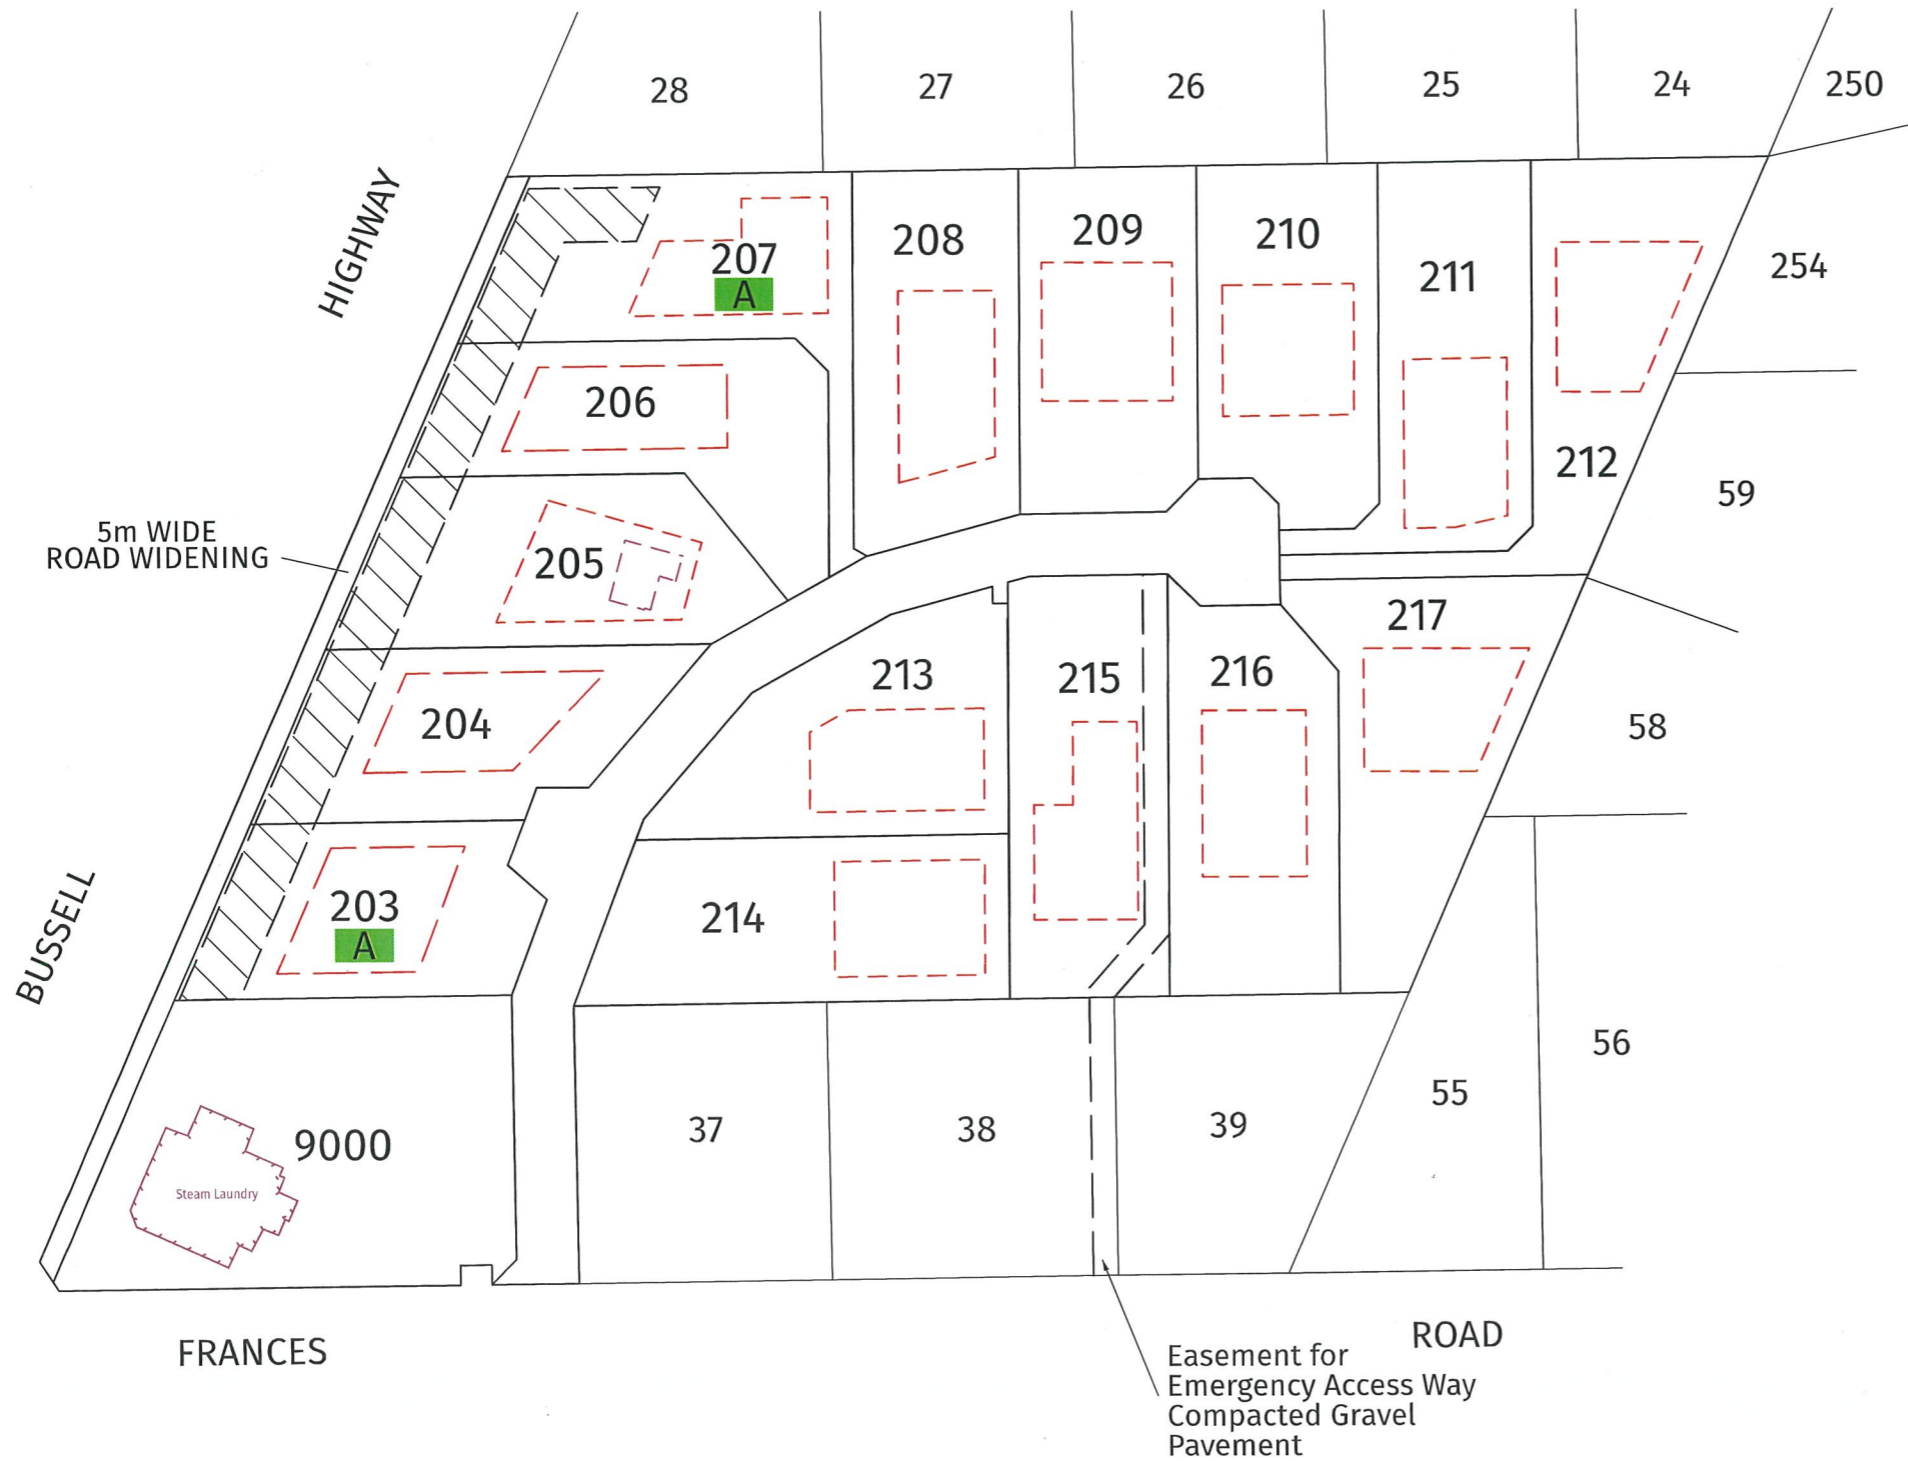 28
27
26
25
24
250
HIGHWAY
207
A
208
209
210
211
254
206
212
59
5m WIDE
ROAD WIDENING
205
217
204
213
215
216
58
203
A
214
BUSSELL
56
55
9000
37
38
39
Steam Laundry
FRANCES
ROAD
Easement for
Emergency Access Way
Compacted Gravel
Pavement